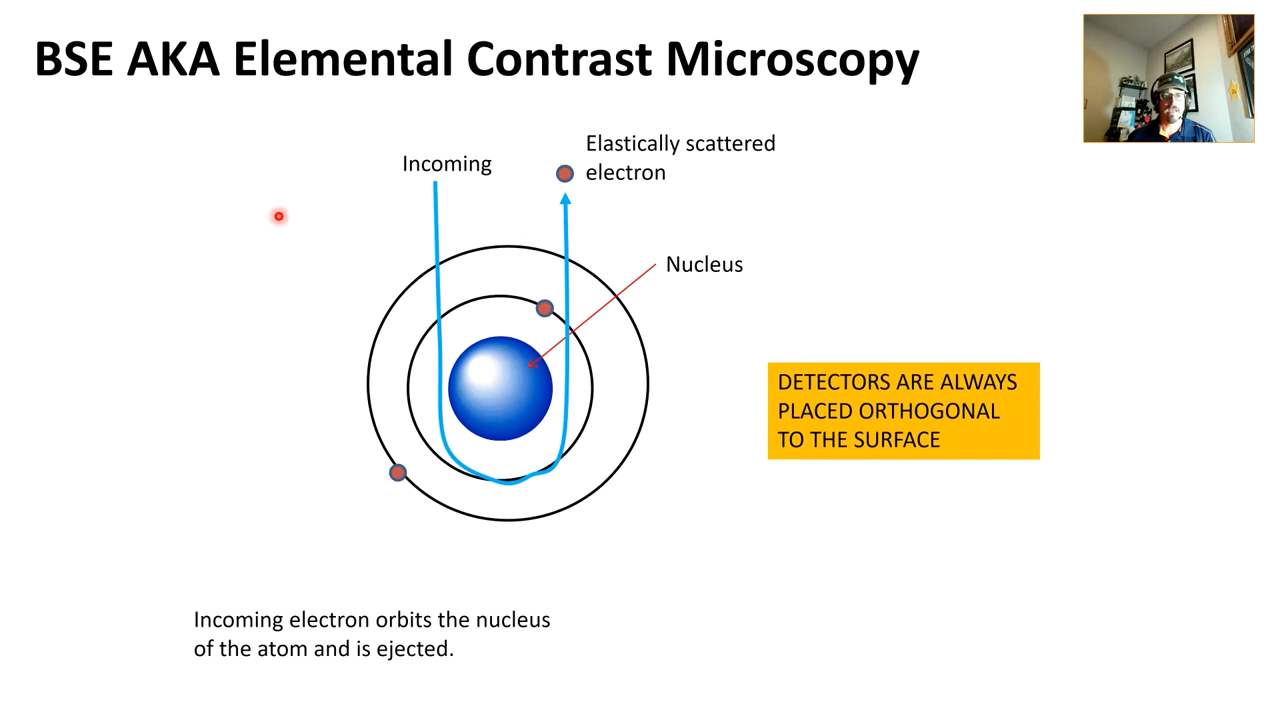 BSE AKA Elemental Contrast Microscopy
Incoming
Elastically scattered
electron
Nucleus
DETECTORS ARE ALWAYS
PLACED ORTHOGONAL
TO THE SURFACE
Incoming electron orbits the nucleus
of the atom and is ejected.